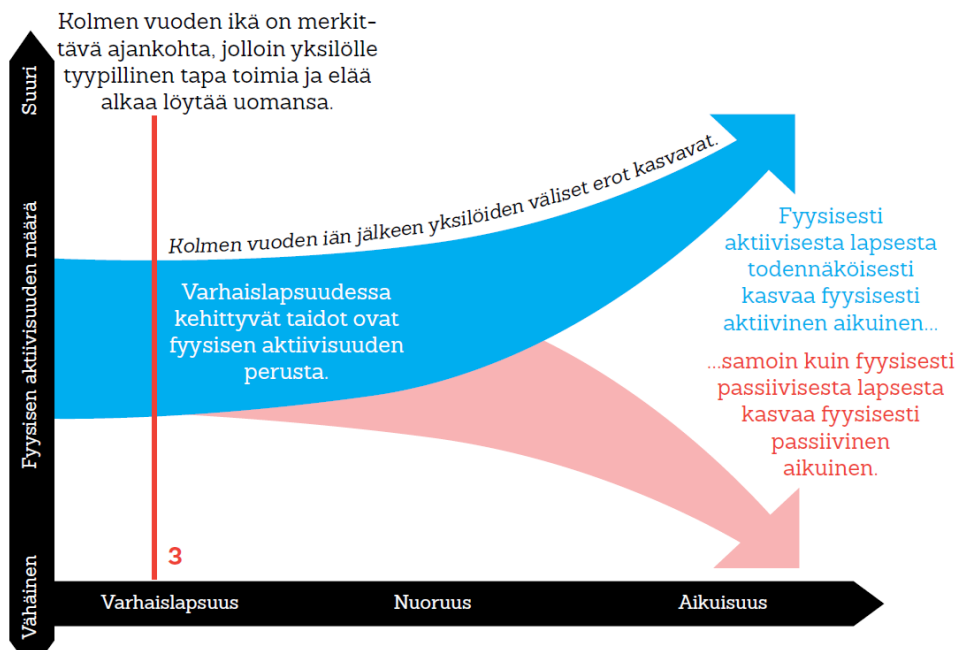 Kolmen vuoden ikä on merkit-
tävä ajankohta, jolloin yksilölle
tyypillinen tapa toimia ja elää
alkaa löytää uomansa.
Suuri
Fyysisen aktiivisuuden määrä
Vähäinen
Kolmen vuoden iän jälkeen yksilöiden väliset erot kasvavat.
Varhaislapsuudessa
kehittyvät taidot ovat
fyysisen aktiivisuuden
perusta.
Fyysisesti
aktiivisesta lapsesta
todennäköisesti
kasvaa fyysisesti
aktiivinen aikuinen...
...samoin kuin fyysisesti
passiivisesta lapsesta
kasvaa fyysisesti
passiivinen
aikuinen.
3
Varhaislapsuus
Nuoruus
Aikuisuus